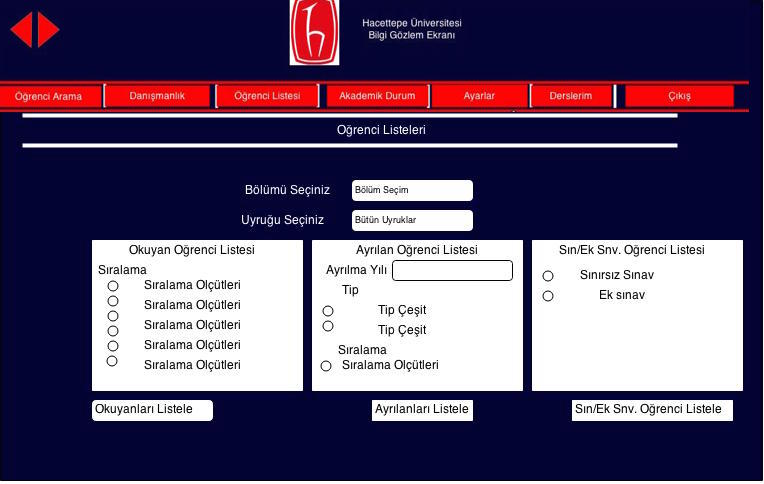 Hacettepe Üniversitesi
Bilgi Gözlem Ekranı
Öğrenci Arama
Danışmanlık
Öğrenci Listesi
Akademik Durum
Ayarlar
Derslerim
Çıkış
Oğrenci Listeleri
Bölümü Seçiniz
Bölüm Seçim
Uyruğu Seçiniz
Bütün Uyruklar
Okuyan Oğrenci Listesi
Sıralama
Sıralama Olçütleri
Sıralama Olçütleri
Sıralama Olçütleri
Sıralama Olçütleri
Sıralama Olçütleri
Ayrılan Oğrenci Listesi
Ayrılma Yılı
Tip
Tip Çeşit
Tip Çeşit
Sıralama
Sıralama Olçütleri
Sın/Ek Snv. Oğrenci Listesi
Sınırsız Sınav
Ek sınav
Okuyanları Listele
Ayrılanları Listele
Sın/Ek Snv. Oğrenci Listele